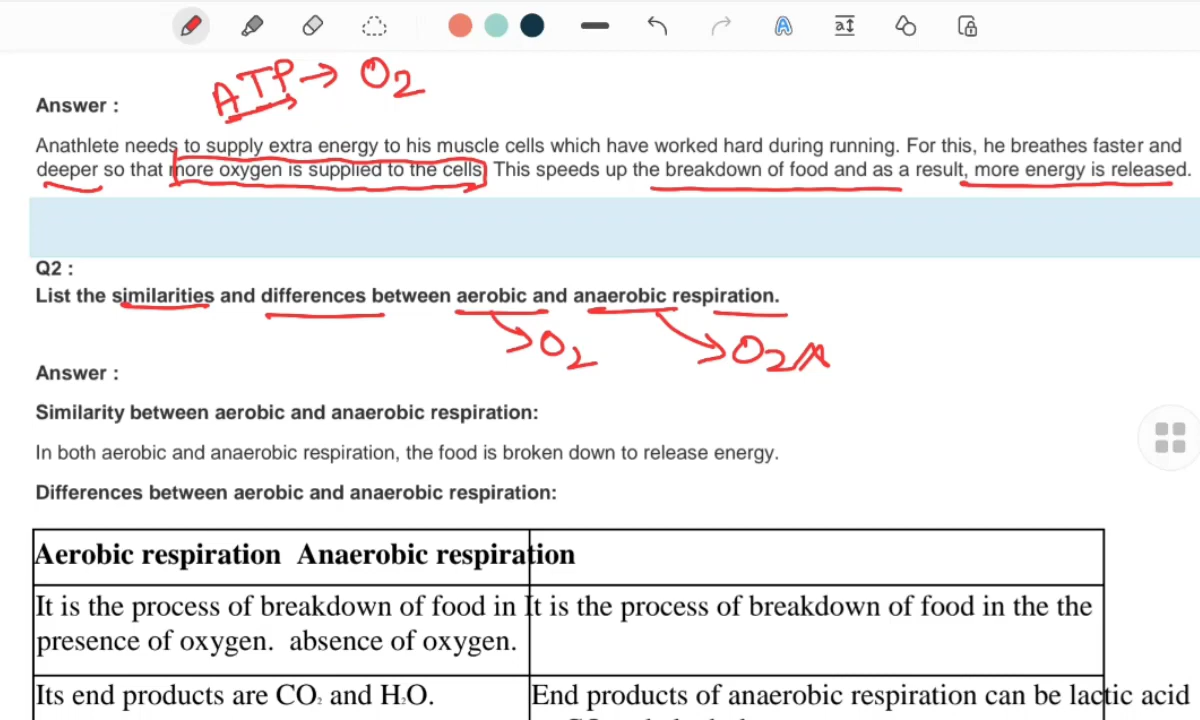 ATP → O2
Answer :
Anathlete needs to supply extra energy to his muscle cells which have worked hard during running. For this, he breathes faster and
deeper so that more oxygen is supplied to the cells. This speeds up the breakdown of food and as a result, more energy is released.
Q2 :
List the similarities and differences between aerobic and anaerobic respiration.
O2 O2
Answer :
Similarity between aerobic and anaerobic respiration:
In both aerobic and anaerobic respiration, the food is broken down to release energy.
Differences between aerobic and anaerobic respiration:
Aerobic respiration Anaerobic respiration
It is the process of breakdown of food in It is the process of breakdown of food in the the
presence of oxygen. absence of oxygen.
Its end products are CO₂ and H₂O. End products of anaerobic respiration can be lactic acid